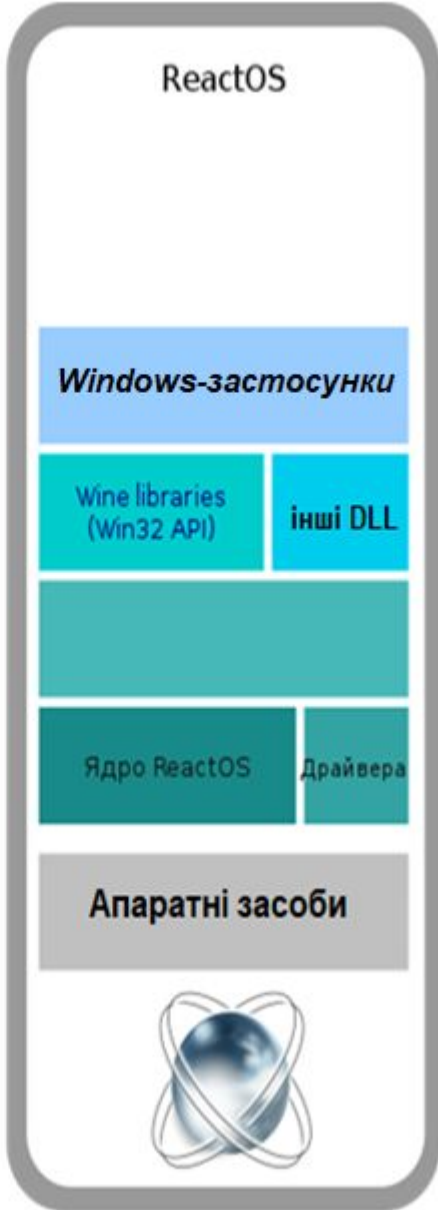 ReactOS
Windows-застосунки
Wine libraries
(Win32 API)
інші DLL
Ядро ReactOS
Драйвера
Апаратні засоби